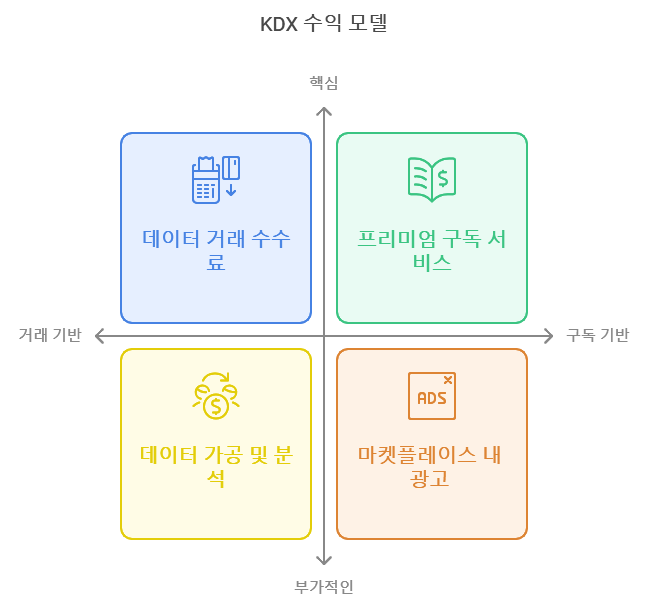 KDX 수익 모델
핵심
데이터 거래 수수
료
프리미엄 구독 서
비스
거래 기반
구독 기반
데이터 가공 및 분
석
ADS
마켓플레이스 내
광고
부가적인